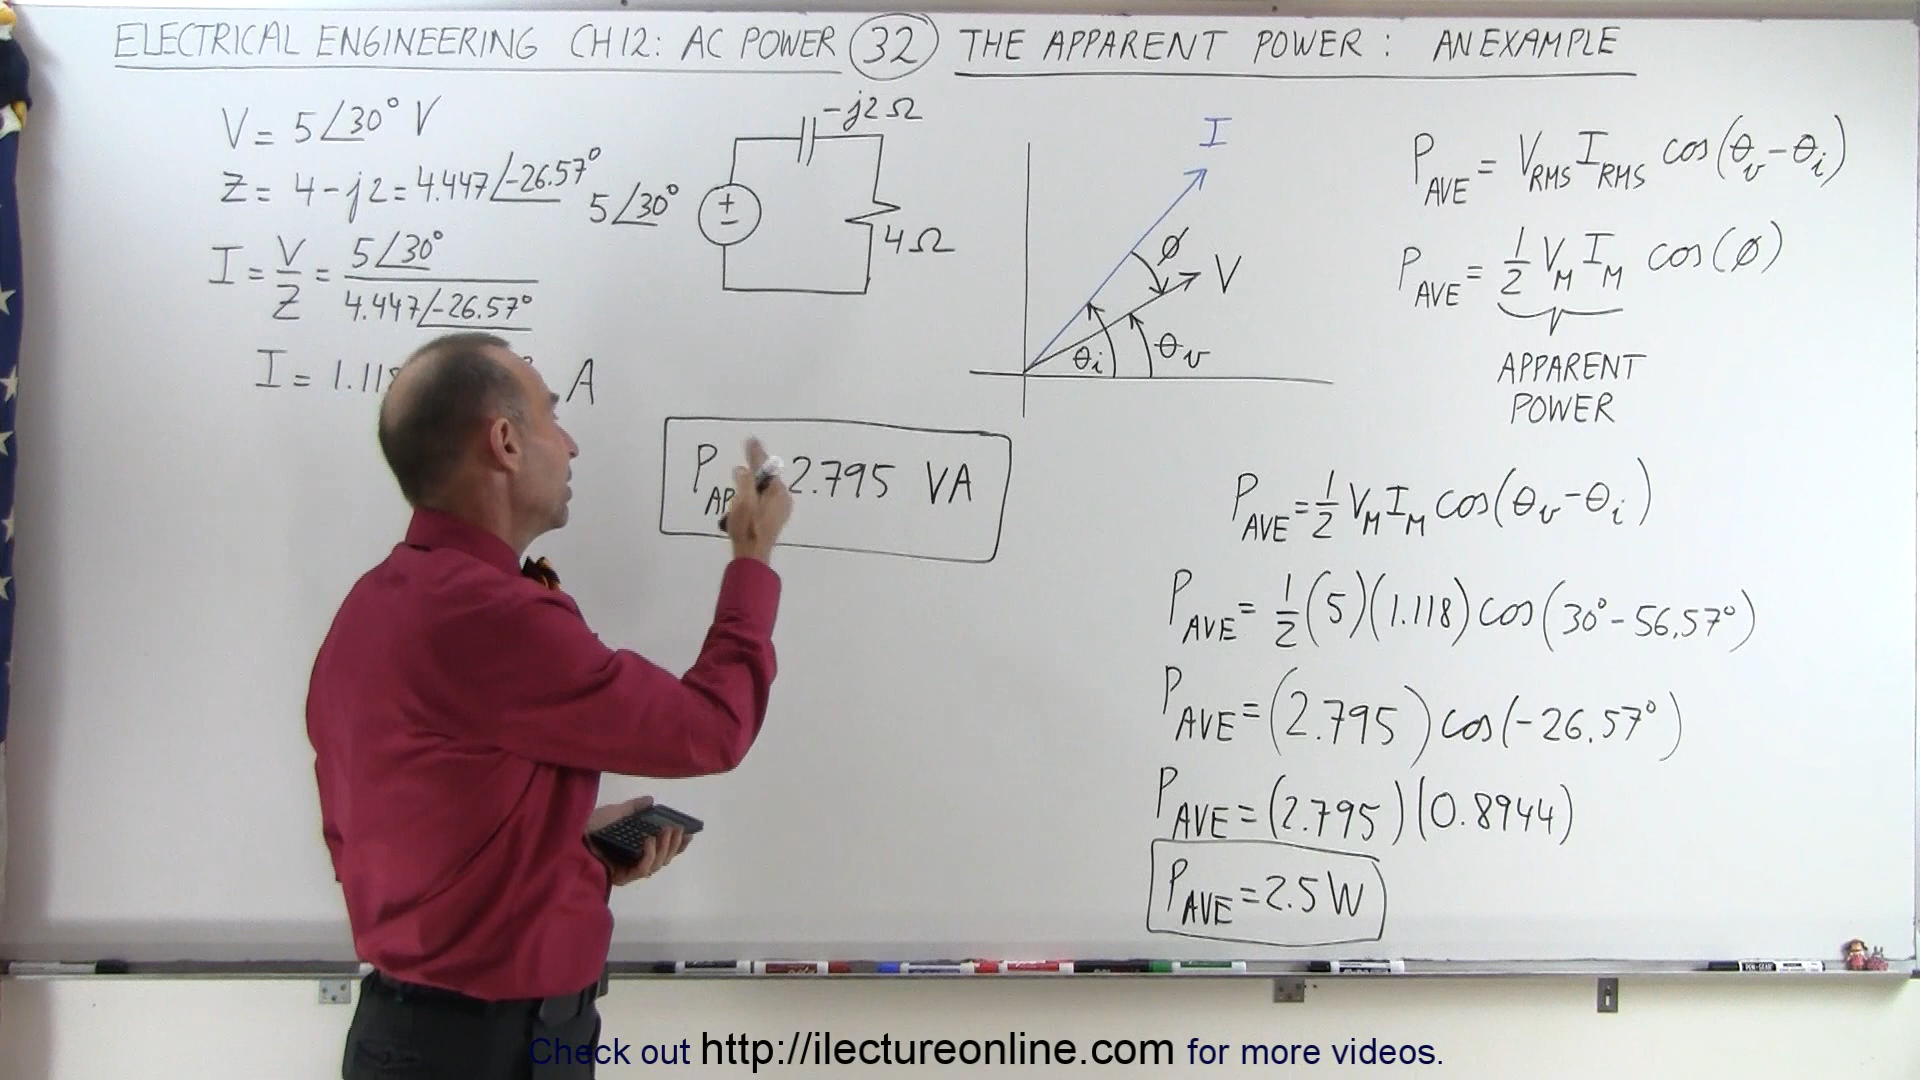 ELECTRICAL ENGINEERING CH12: AC POWER 32 THE APPARENT POWER: AN EXAMPLE
V = 5∠30° V
Z = 4-j2 = 4.447∠-26.57°
I = V/Z = 5∠30° / 4.447∠-26.57°
I = 1.118 A
-j2Ω
5∠30°
+
-
4Ω
I
ϕ
V
θi
θv
P_AVE = V_RMS I_RMS cos(θv-θi)
P_AVE = 1/2 V_M I_M cos(ϕ)
APPARENT
POWER
P_AP 2.795 VA
P_AVE = 1/2 V_M I_M cos(θv-θi)
P_AVE = 1/2 (5)(1.118) cos(30°-56.57°)
P_AVE = (2.795) cos(-26.57°)
P_AVE = (2.795)(0.8944)
P_AVE = 2.5 W
Check out http://ilectureonline.com for more videos.